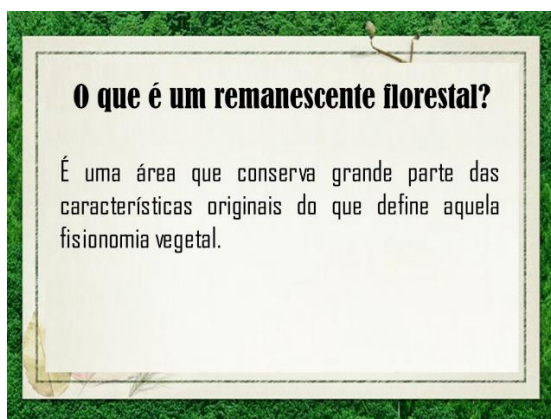 O que é um remanescente florestal?
É uma área que conserva grande parte das
características originais do que define aquela
fisionomia vegetal.